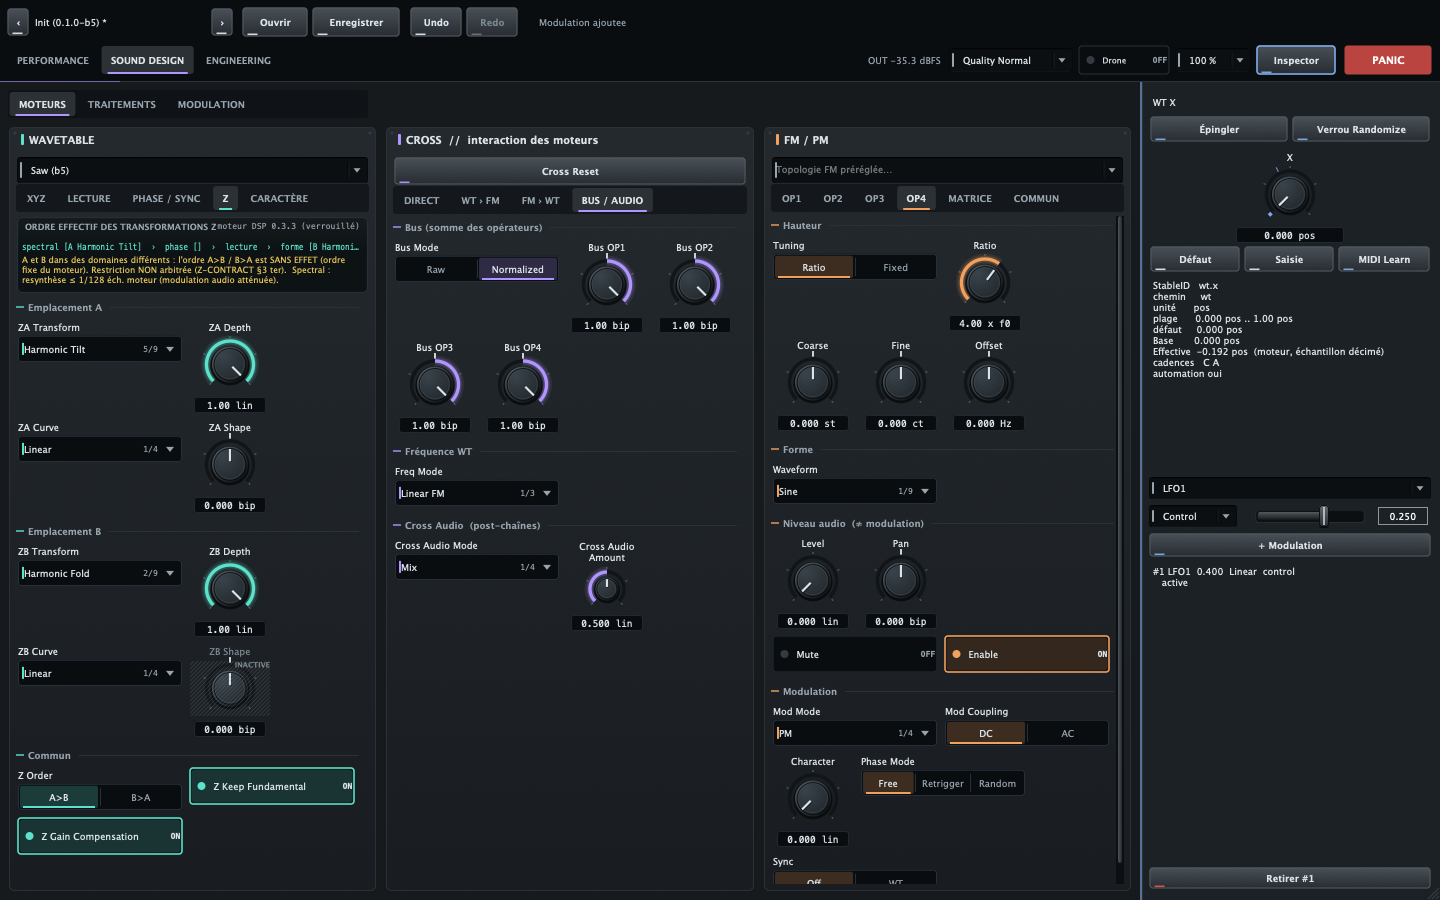 ‹ Init (0.1.0-b5) * › Ouvrir Enregistrer Undo Redo Modulation ajoutee
PERFORMANCE SOUND DESIGN ENGINEERING OUT -35.3 dBFS Quality Normal Drone OFF 100 % Inspector PANIC
MOTEURS TRAITEMENTS MODULATION
WAVETABLE
Saw (b5)
XYZ LECTURE PHASE / SYNC Z CARACTÈRE
ORDRE EFFECTIF DES TRANSFORMATIONS Z moteur DSP 0.3.3 (verrouillé)
spectral [A Harmonic Tilt] › phase [] › lecture › forme [B Harmoni…
A et B dans des domaines différents : l'ordre A>B / B>A est SANS EFFET (ordre
fixe du moteur). Restriction NON arbitrée (Z-CONTRACT §3 ter). Spectral :
resynthèse ≤ 1/128 éch. moteur (modulation audio atténuée).
Emplacement A
ZA Transform ZA Depth
Harmonic Tilt 5/9
1.00 lin
ZA Curve ZA Shape
Linear 1/4
0.000 bip
Emplacement B
ZB Transform ZB Depth
Harmonic Fold 2/9
1.00 lin
ZB Curve ZB Shape
INACTIVE
Linear 1/4
0.000 bip
Commun
Z Order
A>B B>A
Z Keep Fundamental ON
Z Gain Compensation ON
CROSS // interaction des moteurs
Cross Reset
DIRECT WT › FM FM › WT BUS / AUDIO
Bus (somme des opérateurs)
Bus Mode Bus OP1 Bus OP2
Raw Normalized
1.00 bip 1.00 bip
Bus OP3 Bus OP4
1.00 bip 1.00 bip
Fréquence WT
Freq Mode
Linear FM 1/3
Cross Audio (post-chaînes)
Cross Audio Mode Cross Audio
Amount
Mix 1/4
0.500 lin
FM / PM
Topologie FM préréglée…
OP1 OP2 OP3 OP4 MATRICE COMMUN
Hauteur
Tuning Ratio
Ratio Fixed
4.00 x f0
Coarse Fine Offset
0.000 st 0.000 ct 0.000 Hz
Forme
Waveform
Sine 1/9
Niveau audio (≠ modulation)
Level Pan
0.000 lin 0.000 bip
Mute OFF Enable ON
Modulation
Mod Mode Mod Coupling
PM 1/4 DC AC
Character Phase Mode
Free Retrigger Random
0.000 lin
Sync
Off WT
WT X
Épingler Verrou Randomize
X
0.000 pos
Défaut Saisie MIDI Learn
StableID wt.x
chemin wt
unité pos
plage 0.000 pos .. 1.00 pos
défaut 0.000 pos
Base 0.000 pos
Effective -0.192 pos (moteur, échantillon décimé)
cadences C A
automation oui
LFO1
Control 0.250
+ Modulation
#1 LFO1 0.400 Linear control
active
Retirer #1